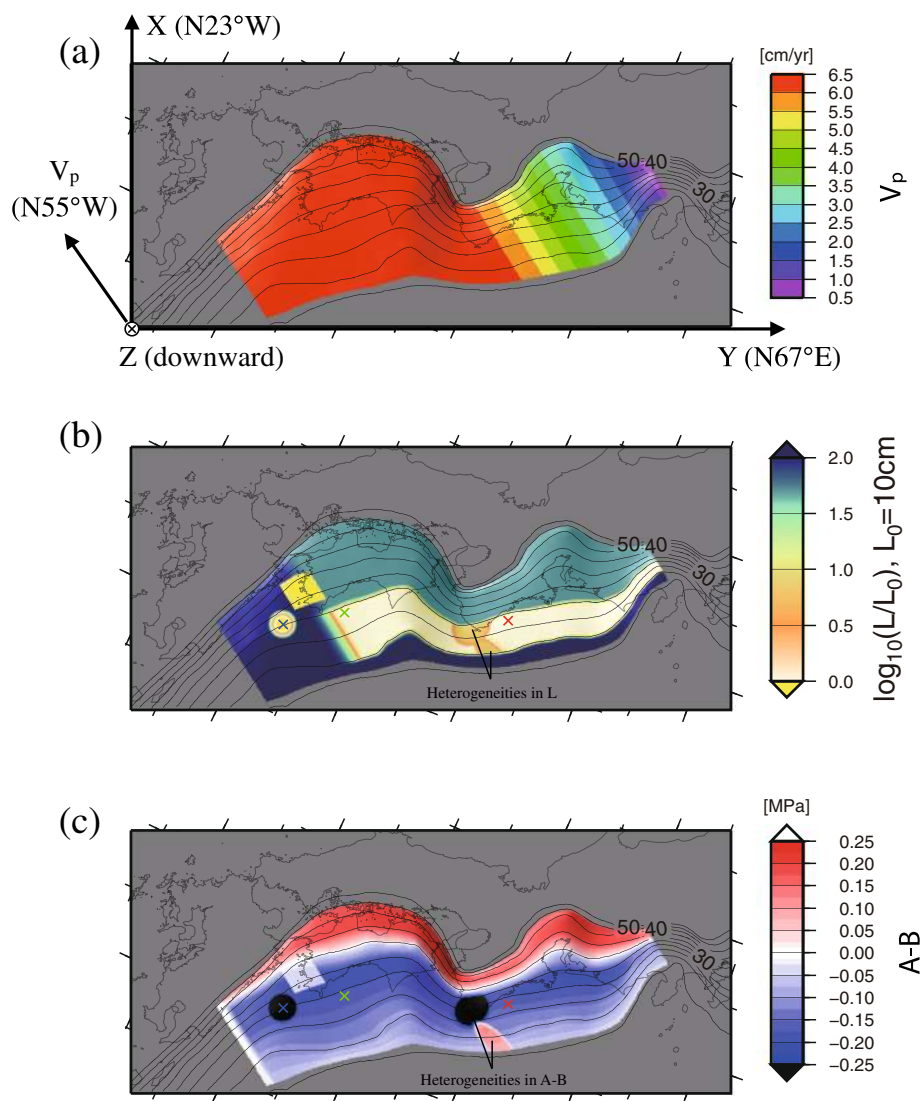 (a)
X (N23°W)
[cm/yr]
6.5
6.0
5.5
5.0
4.5
4.0
3.5
3.0
2.5
2.0
1.5
1.0
0.5
Vp
50 40
30
Vp
(N55°W)
Z (downward)
Y (N67°E)
(b)
50 40
30
Heterogeneities in L
2.0
1.5
1.0
0.5
0.0
log10(L/L0), L0=10cm
(c)
[MPa]
50 40
30
Heterogeneities in A-B
0.25
0.20
0.15
0.10
0.05
0.00
−0.05
−0.10
−0.15
−0.20
−0.25
A-B